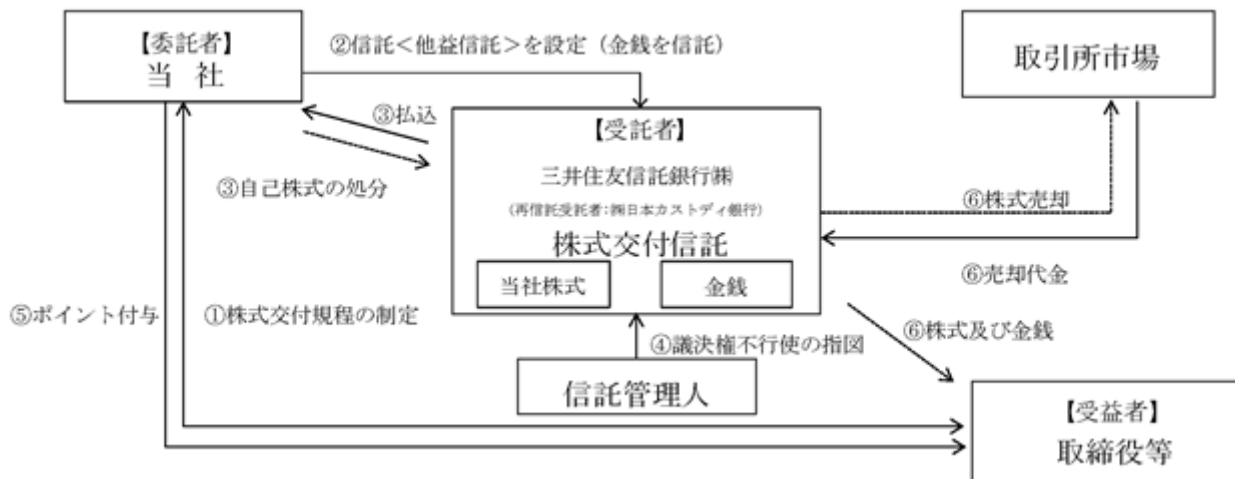 【委託者】
当 社
②信託<他益信託>を設定(金銭を信託)
取引所市場
③払込
③自己株式の処分
【受託者】
三井住友信託銀行㈱
(再信託受託者:㈱日本カストディ銀行)
株式交付信託
当社株式
金銭
⑥株式売却
⑥売却代金
⑤ポイント付与
①株式交付規程の制定
④議決権不行使の指図
⑥株式及び金銭
信託管理人
【受益者】
取締役等